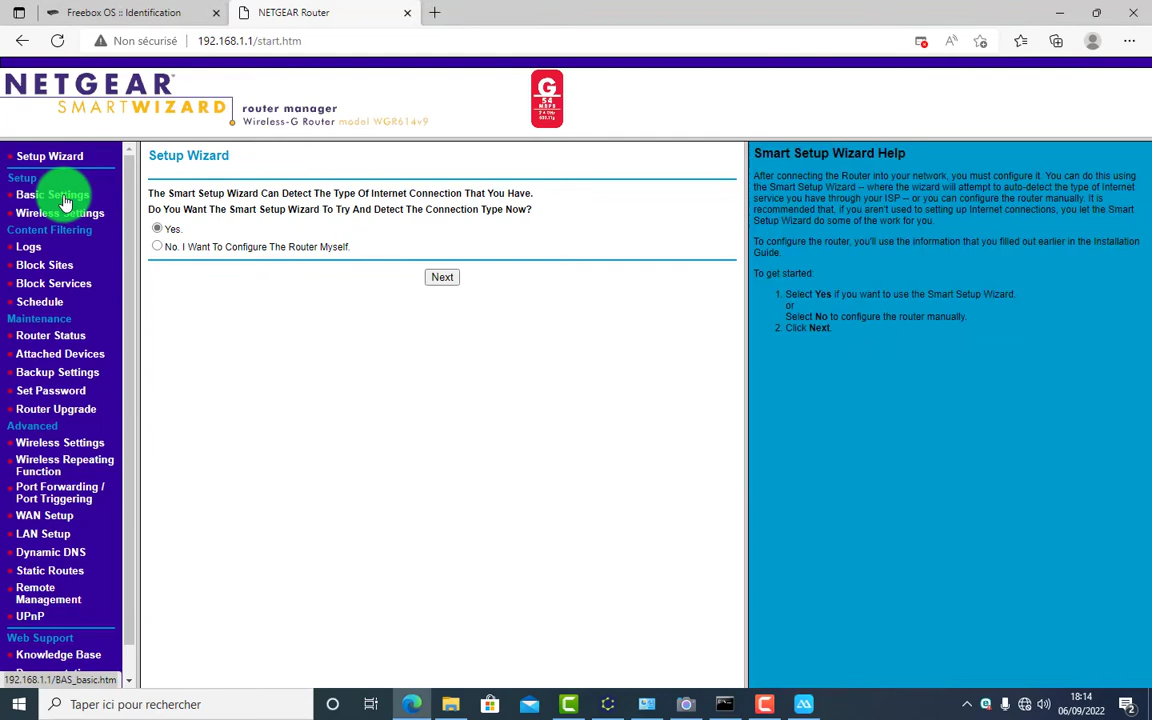 Freebox OS :: Identification
NETGEAR Router
Non sécurisé
192.168.1.1/start.htm
NETGEAR
SMARTWIZARD
router manager
Wireless-G Router model WGR614v9
G
54
MBPS
2.4 GHz
802.11g
Setup Wizard
Setup
Basic Settings
Wireless Settings
Content Filtering
Logs
Block Sites
Block Services
Schedule
Maintenance
Router Status
Attached Devices
Backup Settings
Set Password
Router Upgrade
Advanced
Wireless Settings
Wireless Repeating
Function
Port Forwarding /
Port Triggering
WAN Setup
LAN Setup
Dynamic DNS
Static Routes
Remote
Management
UPnP
Web Support
Knowledge Base
192.168.1.1/BAS_basic.htm
Setup Wizard
The Smart Setup Wizard Can Detect The Type Of Internet Connection That You Have.
Do You Want The Smart Setup Wizard To Try And Detect The Connection Type Now?
Yes.
No. I Want To Configure The Router Myself.
Next
Smart Setup Wizard Help
After connecting the Router into your network, you must configure it. You can do this using
the Smart Setup Wizard -- where the wizard will attempt to auto-detect the type of Internet
service you have through your ISP -- or you can configure the router manually. It is
recommended that, if you aren't used to setting up Internet connections, you let the Smart
Setup Wizard do some of the work for you.
To configure the router, you'll use the information that you filled out earlier in the Installation
Guide.
To get started:
1. Select Yes if you want to use the Smart Setup Wizard.
or
Select No to configure the router manually.
2. Click Next.
Taper ici pour rechercher
18:14
06/09/2022
2